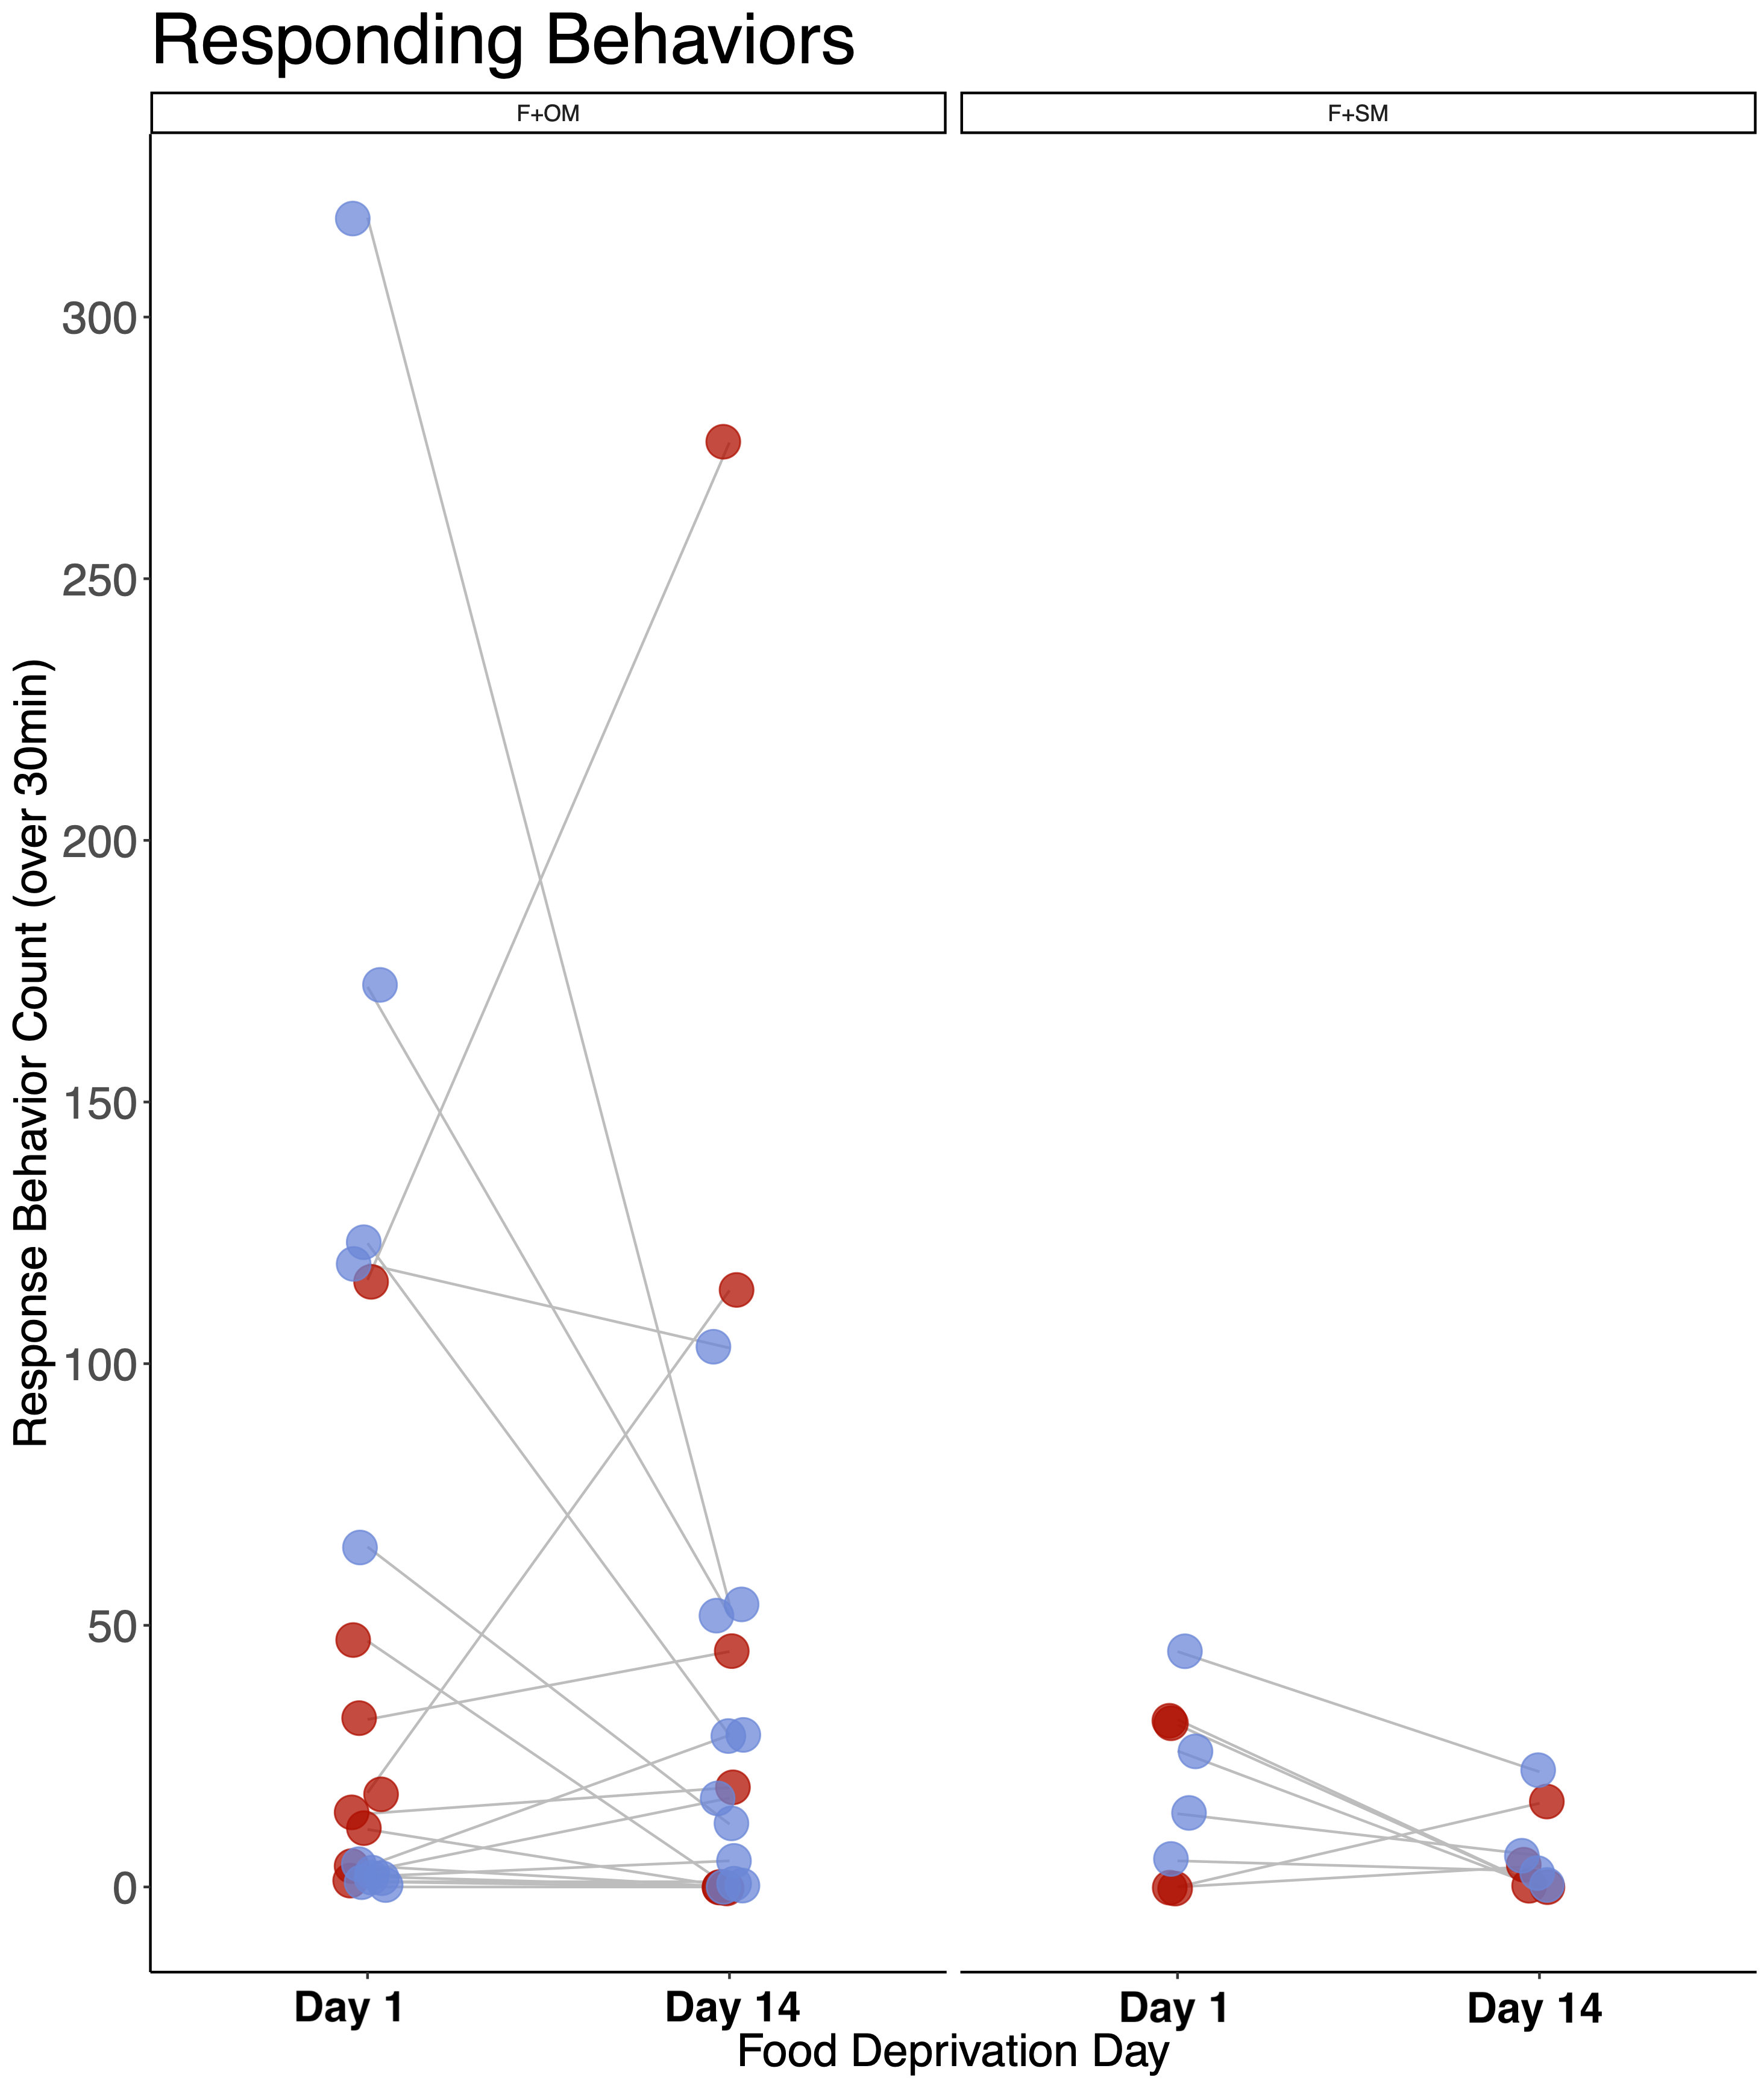 Responding Behaviors
F+OM
F+SM
Response Behavior Count (over 30min)
300
250
200
150
100
50
0
Day 1
Day 14
Day 1
Day 14
Food Deprivation Day